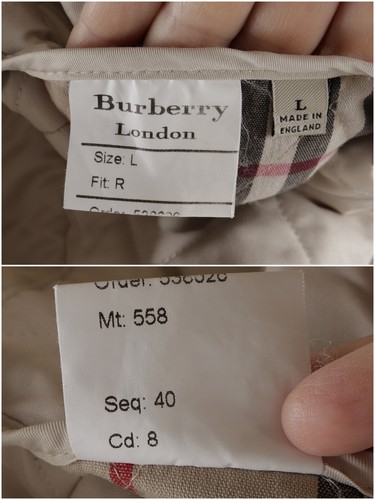 Burberry
London
Size: L
Fit: R
L
MADE IN
ENGLAND
Mt: 558
Seq: 40
Cd: 8